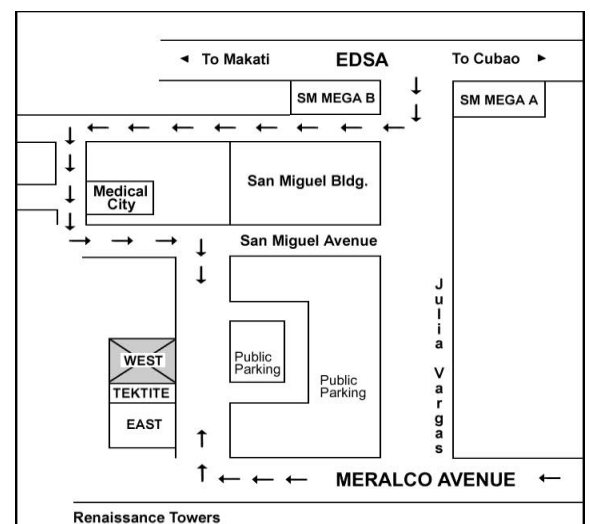 To Makati EDSA To Cubao
SM MEGA B
SM MEGA A
San Miguel Bldg.
Medical
City
San Miguel Avenue
Julia Vargas
WEST
TEKTITE
EAST
Public
Parking
Public
Parking
MERALCO AVENUE
Renaissance Towers